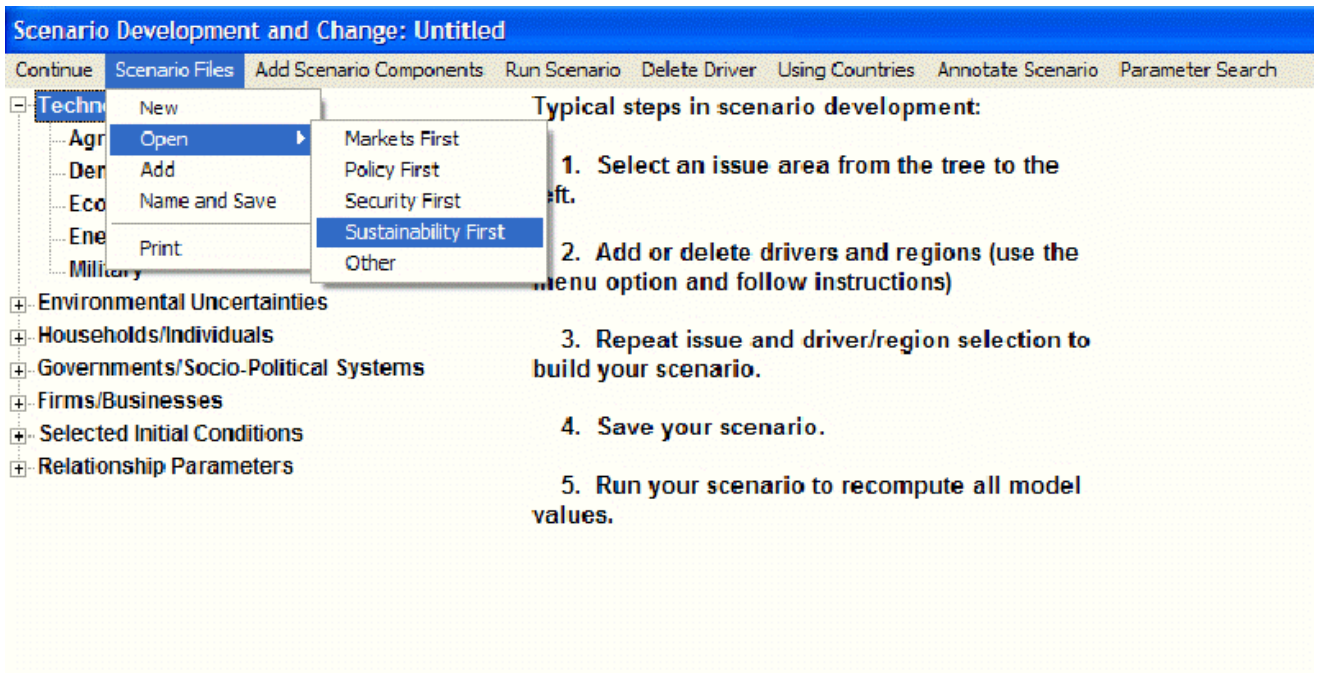 Scenario Development and Change: Untitled
Continue Scenario Files Add Scenario Components Run Scenario Delete Driver Using Countries Annotate Scenario Parameter Search
New
Open
Add
Name and Save
Print
Markets First
Policy First
Security First
Sustainability First
Other
Environmental Uncertainties
Households/Individuals
Governments/Socio-Political Systems
Firms/Businesses
Selected Initial Conditions
Relationship Parameters
Typical steps in scenario development:
1. Select an issue area from the tree to the
2. Add or delete drivers and regions (use the
menu option and follow instructions)
3. Repeat issue and driver/region selection to
build your scenario.
4. Save your scenario.
5. Run your scenario to recompute all model
values.